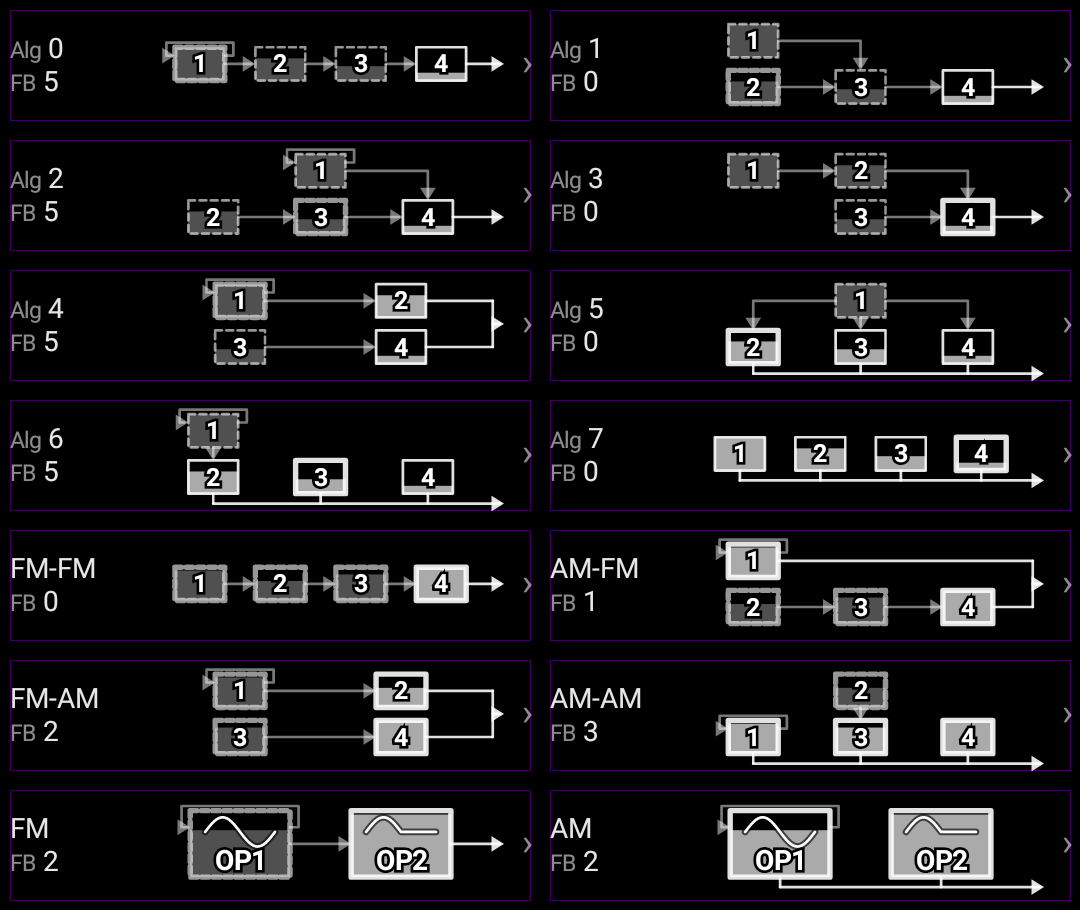 Alg 0
FB 5
1 2 3 4
Alg 1
FB 0
1
2 3 4
Alg 2
FB 5
1
2 3 4
Alg 3
FB 0
1 2
3 4
Alg 4
FB 5
1 2
3 4
Alg 5
FB 0
1
2 3 4
Alg 6
FB 5
1
2 3 4
Alg 7
FB 0
1 2 3 4
FM-FM
FB 0
1 2 3 4
AM-FM
FB 1
1
2 3 4
FM-AM
FB 2
1 2
3 4
AM-AM
FB 3
2
1 3 4
FM
FB 2
OP1 OP2
AM
FB 2
OP1 OP2